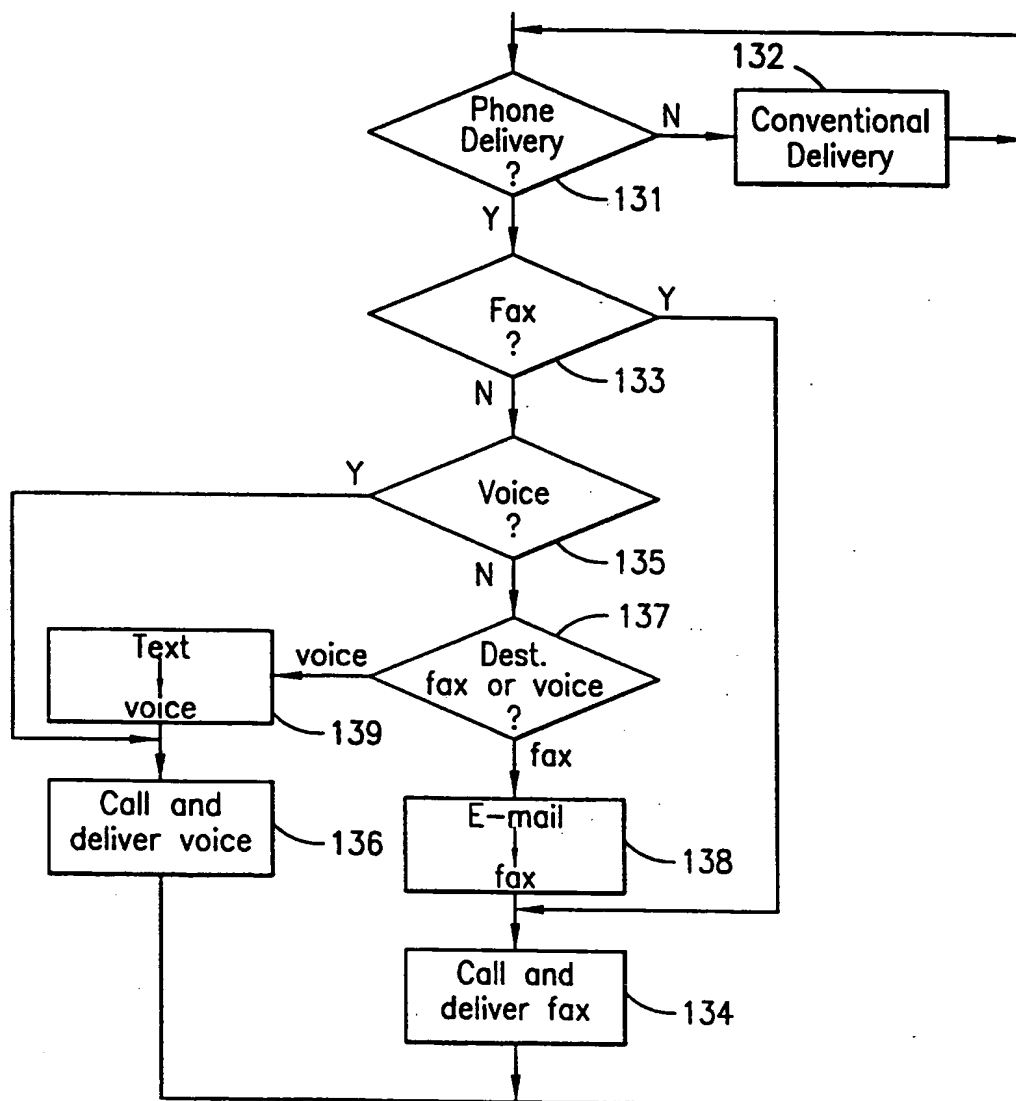 132
Phone
Delivery
?
N
Conventional
Delivery
131
Y
Fax
?
Y
133
N
Y
Voice
?
135
N
137
Text
voice
voice
Dest.
fax or voice
?
139
fax
Call and
deliver voice
136
E-mail
fax
138
Call and
deliver fax
134